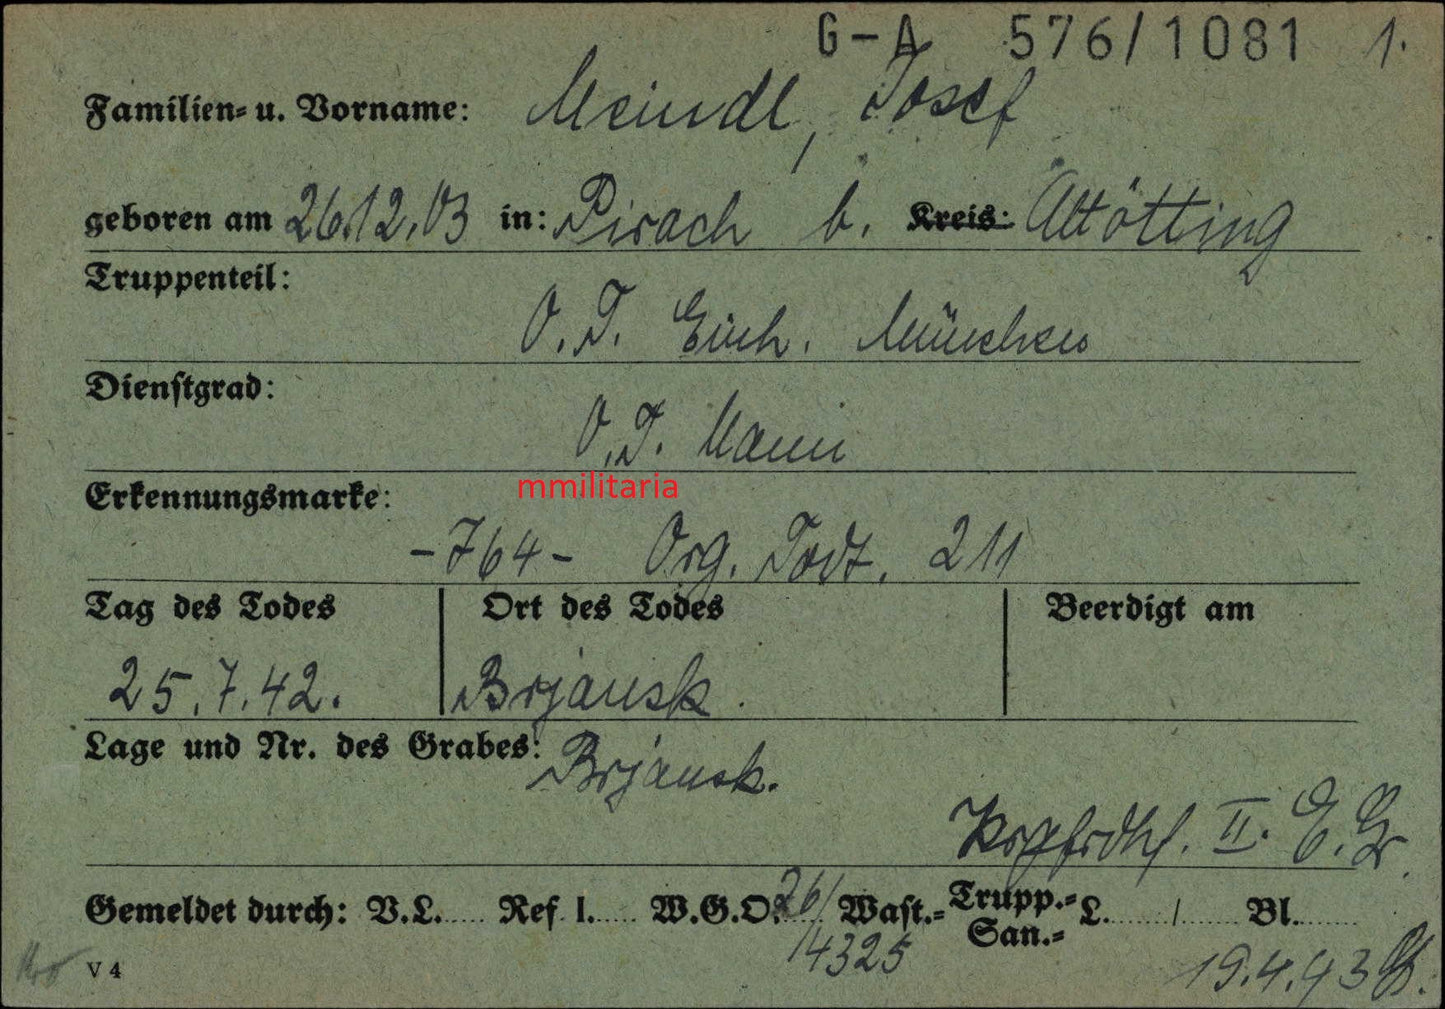 G-A 576/1081 1.
Familien- u. Vorname: Meindl, Josef
geboren am 26.12.03 in: Pirach b. Kreis: Altötting
Truppenteil:
O.T. Einh. München
Dienstgrad:
O.T. Mann
mmilitaria
Erkennungsmarke:
-764- Org. Todt. 211
Tag des Todes Ort des Todes Beerdigt am
25.7.42. Brjansk.
Lage und Nr. des Grabes: Brjansk.
II. E. Gr.
Gemeldet durch: V.L..... Ref. I..... W.G.O. 26/ Wast.= Trupp.=
San.= L. ....../...... Bl. ........
14325
V 4 19.4.43